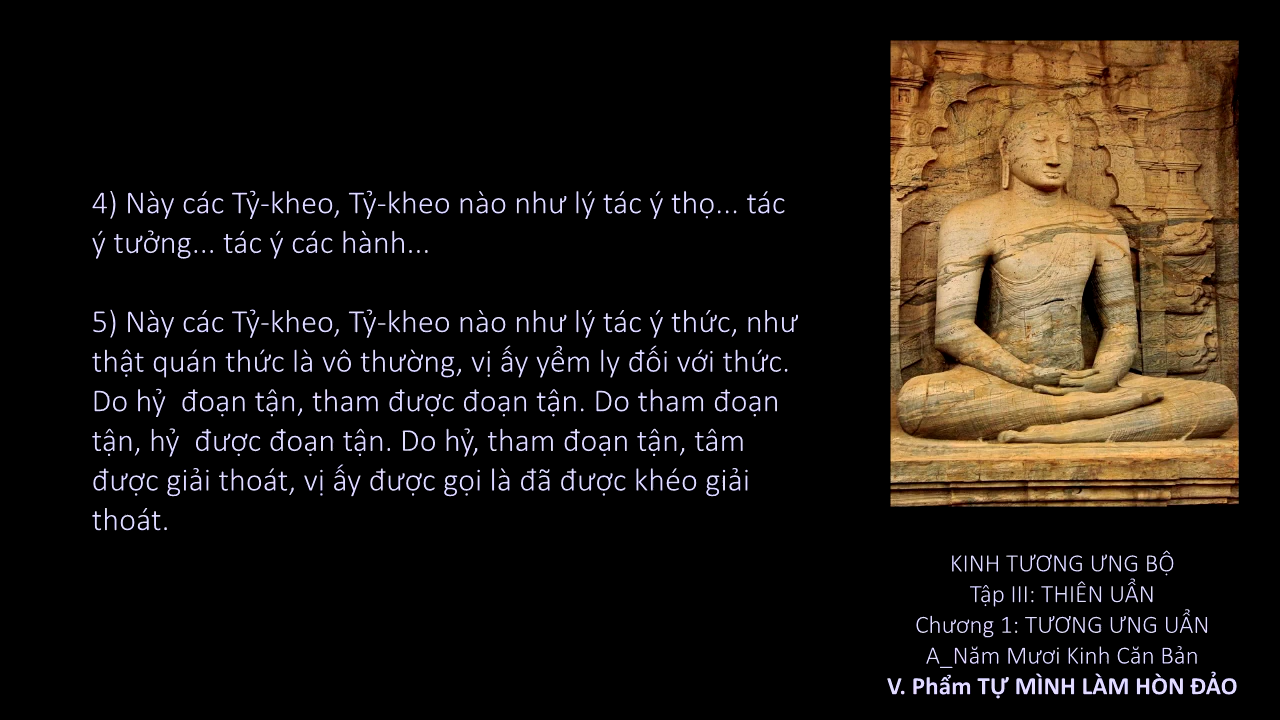 4) Này các Tỷ-kheo, Tỷ-kheo nào như lý tác ý thọ... tác
ý tưởng... tác ý các hành...
5) Này các Tỷ-kheo, Tỷ-kheo nào như lý tác ý thức, như
thật quán thức là vô thường, vị ấy yểm ly đối với thức.
Do hỷ  đoạn tận, tham được đoạn tận. Do tham đoạn
tận, hỷ  được đoạn tận. Do hỷ, tham đoạn tận, tâm
được giải thoát, vị ấy được gọi là đã được khéo giải
thoát.
KINH TƯƠNG ƯNG BỘ
Tập III: THIÊN UẨN
Chương 1: TƯƠNG ƯNG UẨN
A_Năm Mươi Kinh Căn Bản
V. Phẩm TỰ MÌNH LÀM HÒN ĐẢO